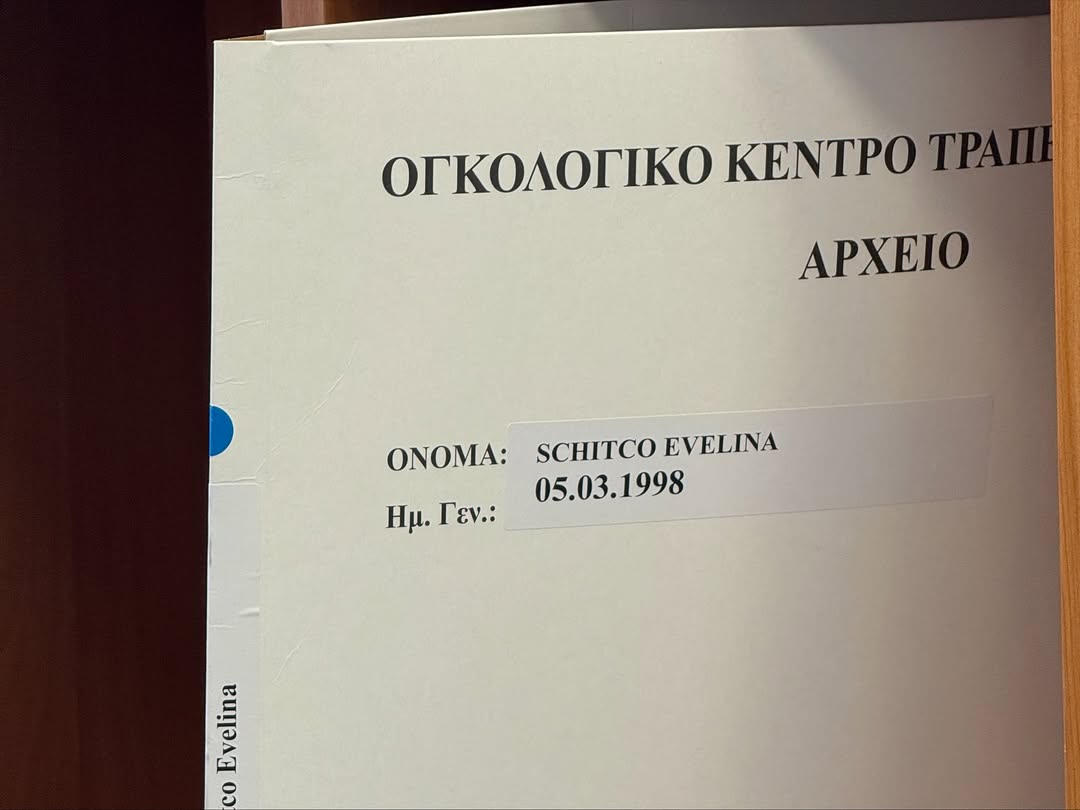 ΟΓΚΟΛΟΓΙΚΟ ΚΕΝΤΡΟ
ΑΡΧΕΙΟ
ΟΝΟΜΑ: SCHITCO EVELINA
05.03.1998
Ημ. Γεν.:
Evelina